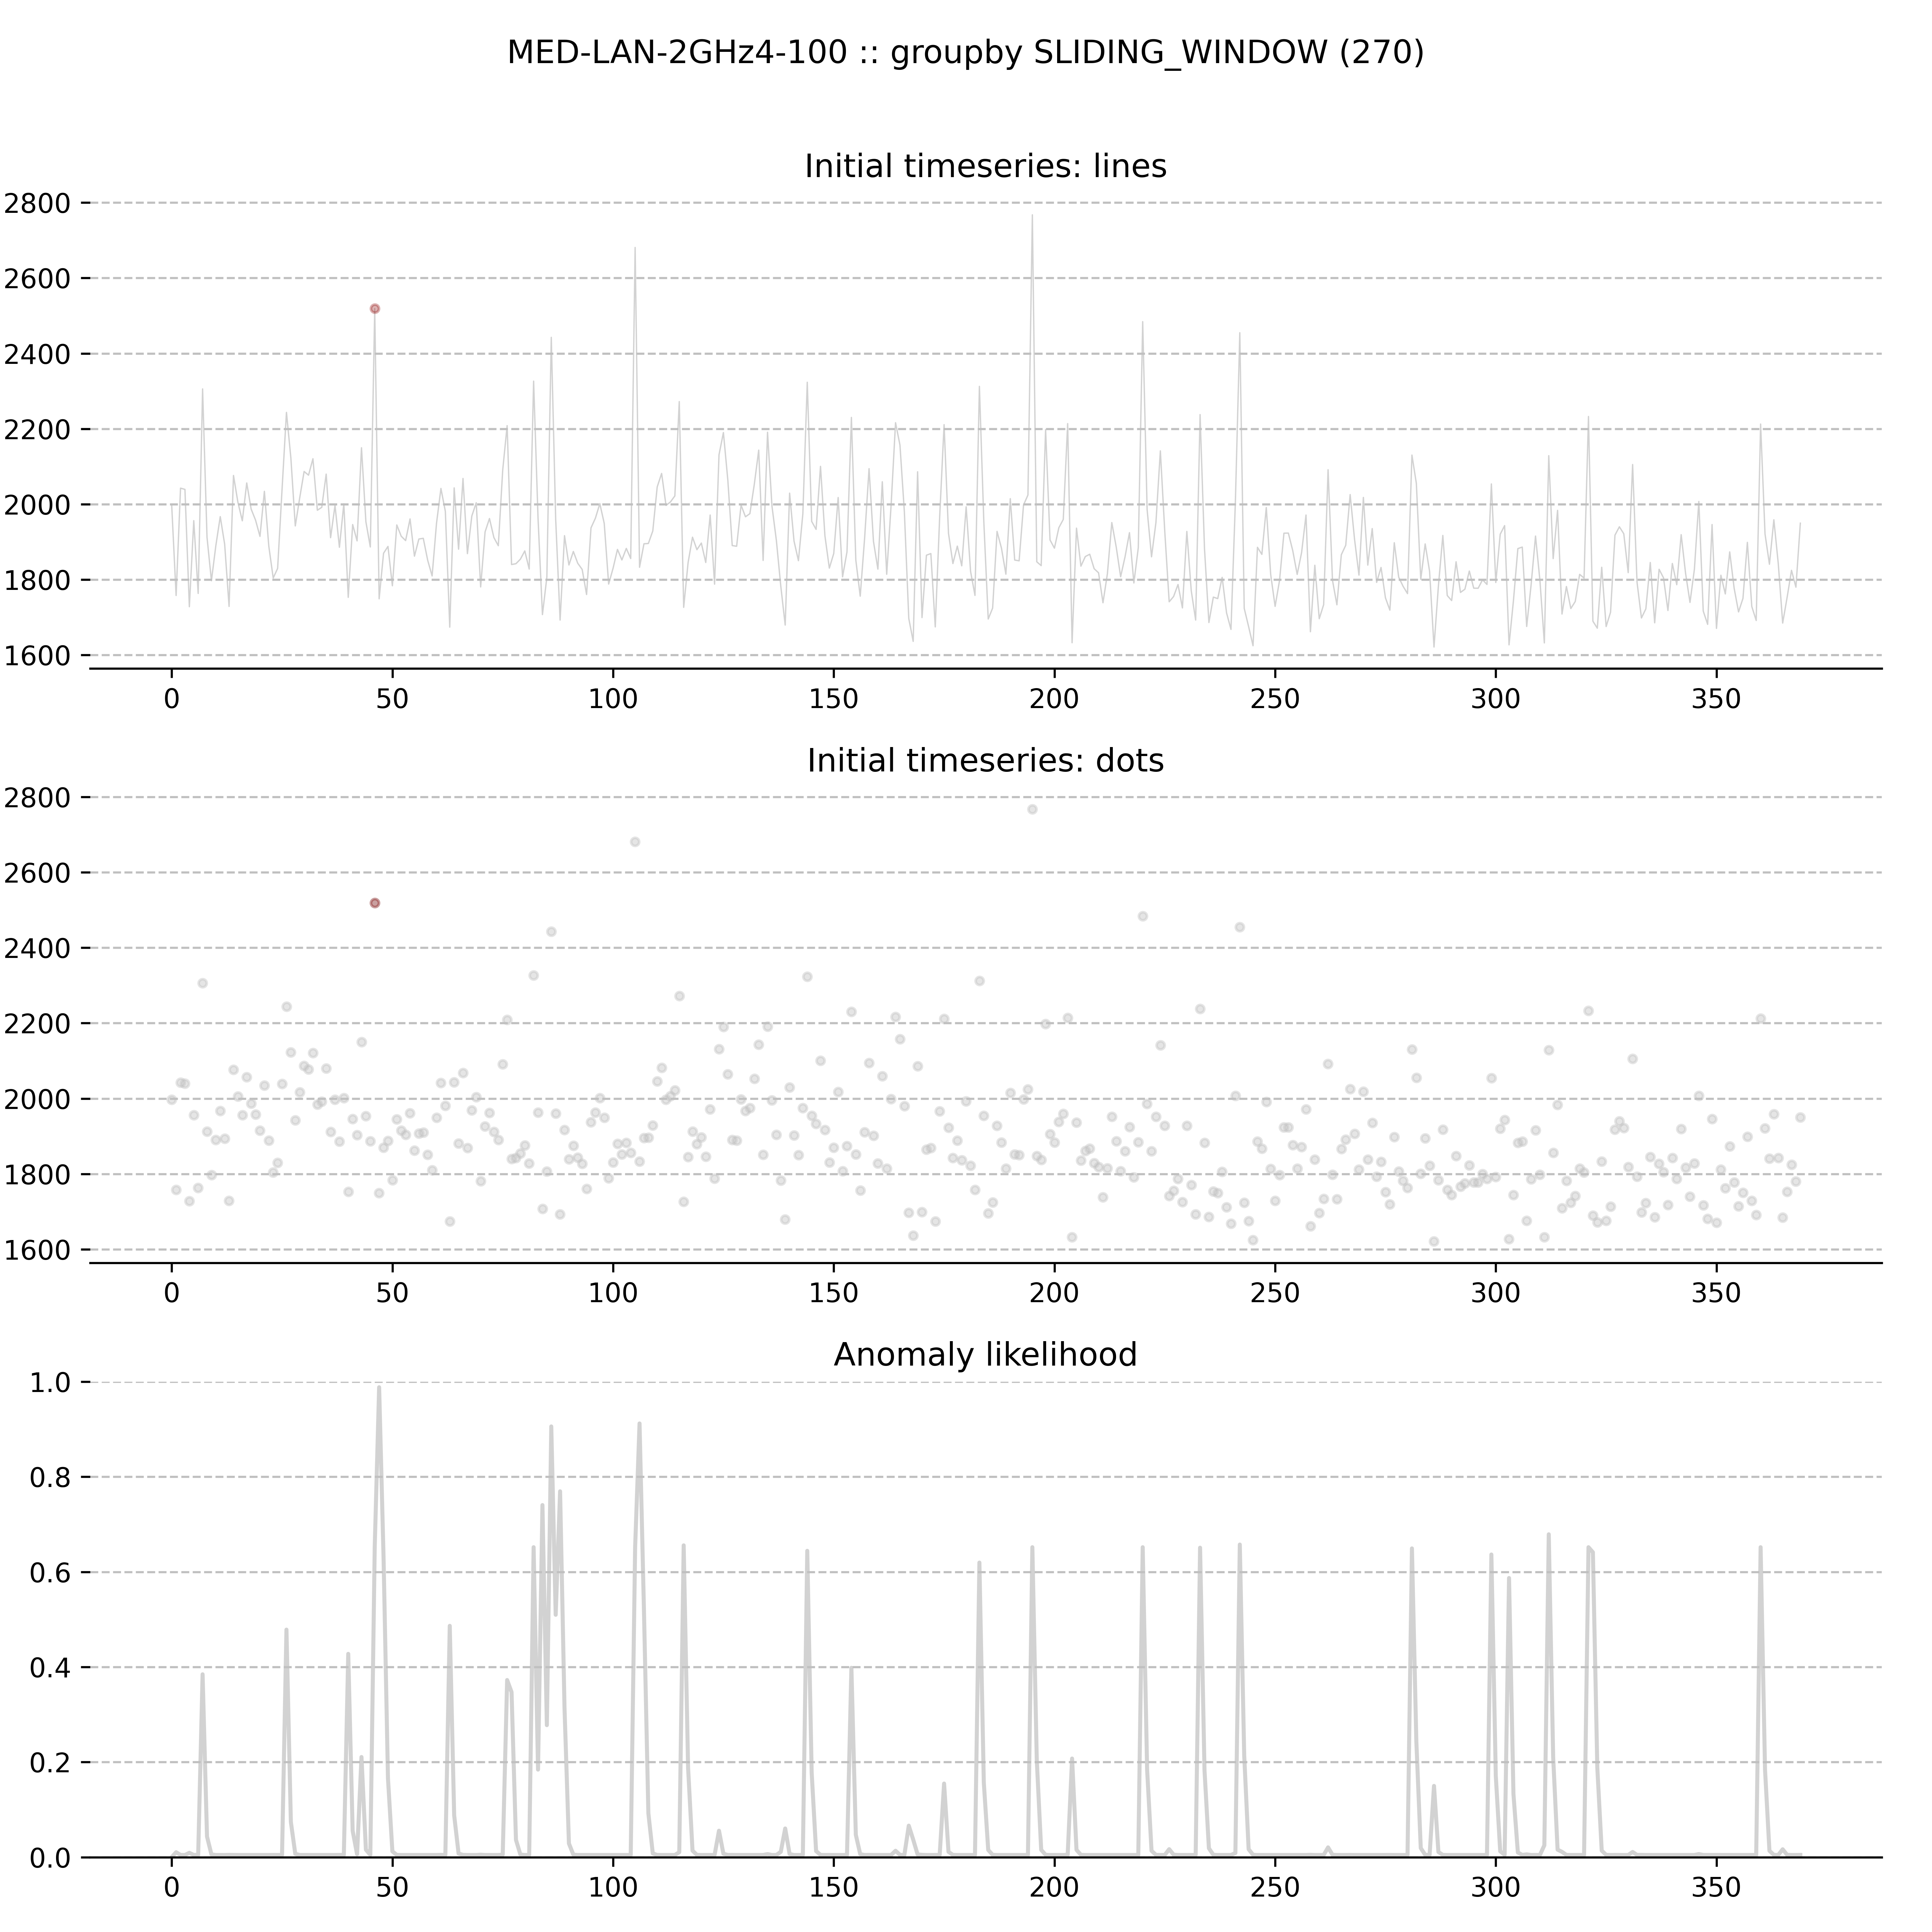 MED-LAN-2GHz4-100 :: groupby SLIDING_WINDOW (270)
Initial timeseries: lines
2800
2600
2400
2200
2000
1800
1600
0 50 100 150 200 250 300 350
Initial timeseries: dots
2800
2600
2400
2200
2000
1800
1600
0 50 100 150 200 250 300 350
Anomaly likelihood
1.0
0.8
0.6
0.4
0.2
0.0
0 50 100 150 200 250 300 350